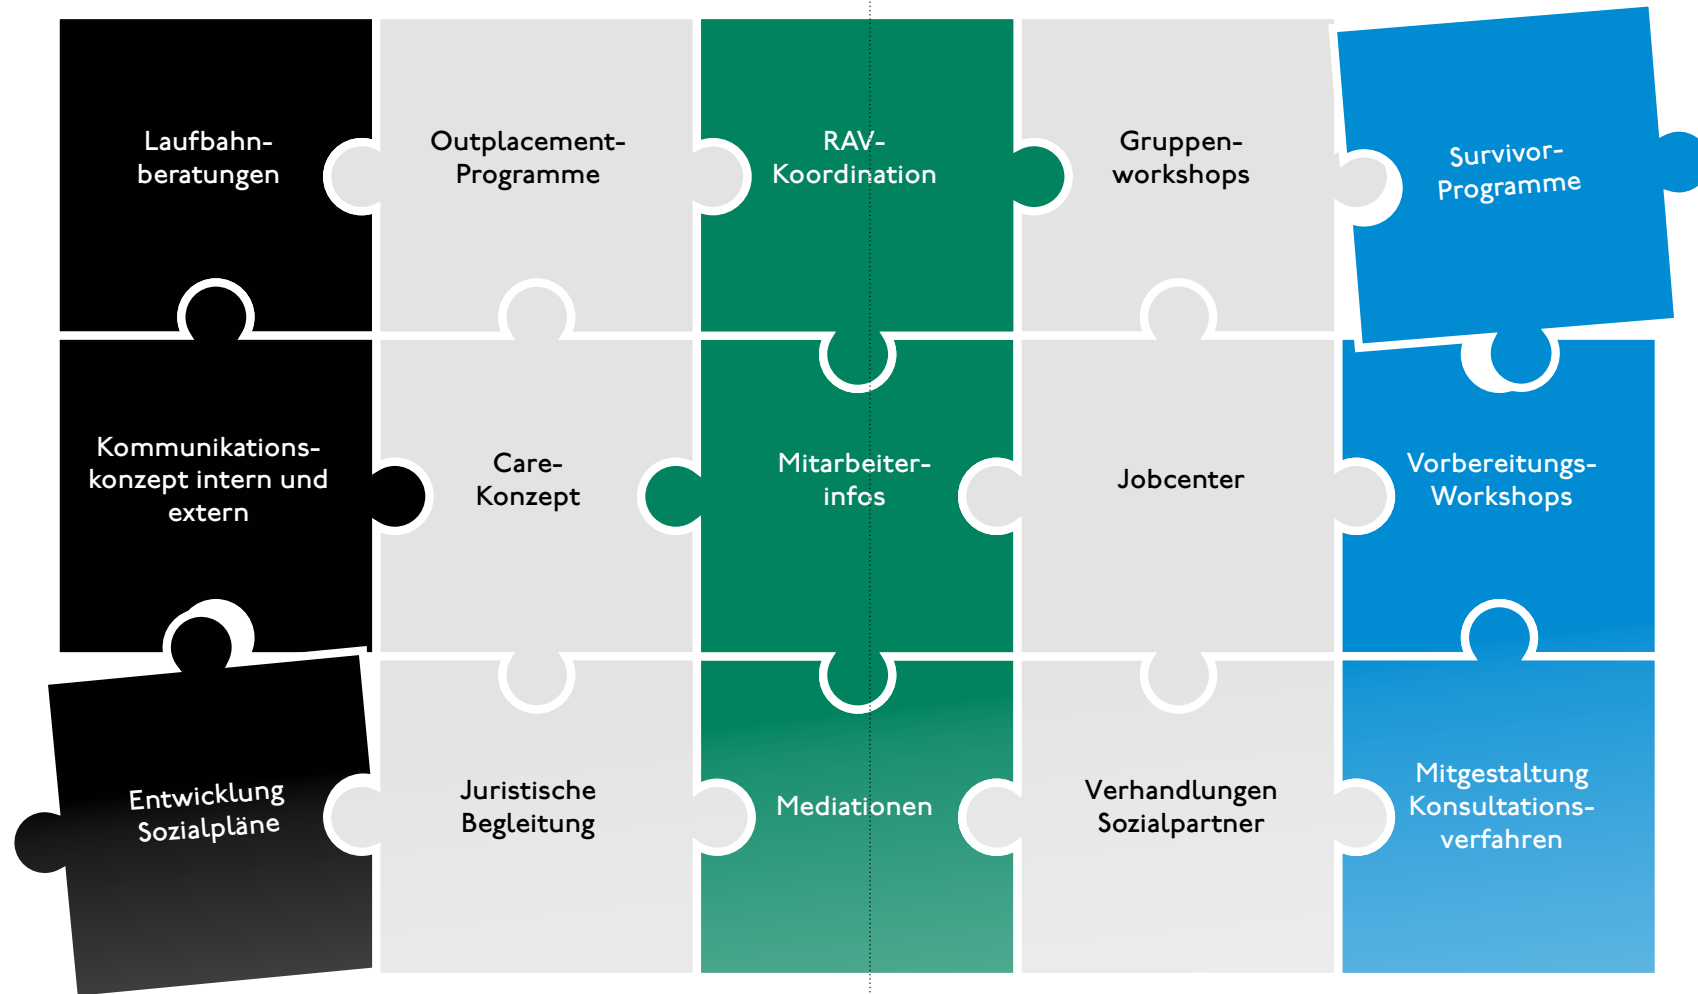 Laufbahn-
beratungen
Outplacement-
Programme
RAV-
Koordination
Gruppen-
workshops
Survivor-
Programme
Kommunikations-
konzept intern und
extern
Care-
Konzept
Mitarbeiter-
infos
Jobcenter
Vorbereitungs-
Workshops
Entwicklung
Sozialpläne
Juristische
Begleitung
Mediationen
Verhandlungen
Sozialpartner
Mitgestaltung
Konsultations-
verfahren